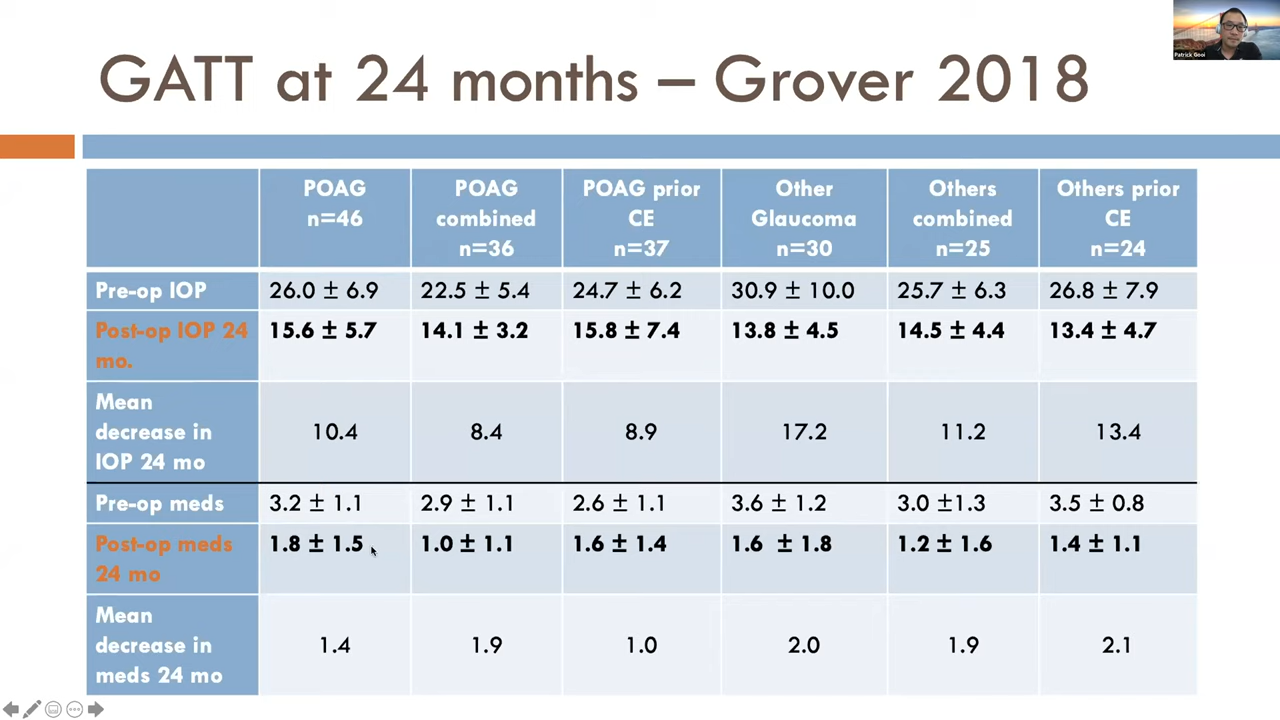 GATT at 24 months – Grover 2018
Patrick Gooi
POAG
n=46
POAG
combined
n=36
POAG prior
CE
n=37
Other
Glaucoma
n=30
Others
combined
n=25
Others prior
CE
n=24
Pre-op IOP
26.0 ± 6.9
22.5 ± 5.4
24.7 ± 6.2
30.9 ± 10.0
25.7 ± 6.3
26.8 ± 7.9
Post-op IOP 24
mo.
15.6 ± 5.7
14.1 ± 3.2
15.8 ± 7.4
13.8 ± 4.5
14.5 ± 4.4
13.4 ± 4.7
Mean
decrease in
IOP 24 mo
10.4
8.4
8.9
17.2
11.2
13.4
Pre-op meds
3.2 ± 1.1
2.9 ± 1.1
2.6 ± 1.1
3.6 ± 1.2
3.0 ±1.3
3.5 ± 0.8
Post-op meds
24 mo
1.8 ± 1.5
1.0 ± 1.1
1.6 ± 1.4
1.6 ± 1.8
1.2 ± 1.6
1.4 ± 1.1
Mean
decrease in
meds 24 mo
1.4
1.9
1.0
2.0
1.9
2.1